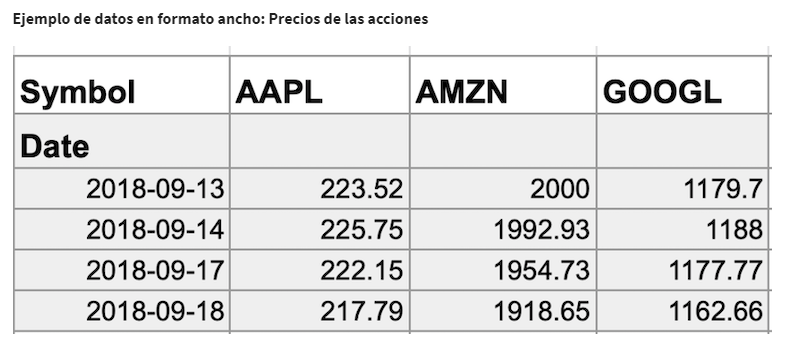 Ejemplo de datos en formato ancho: Precios de las acciones
Symbol AAPL AMZN GOOGL
Date
2018-09-13 223.52 2000 1179.7
2018-09-14 225.75 1992.93 1188
2018-09-17 222.15 1954.73 1177.77
2018-09-18 217.79 1918.65 1162.66